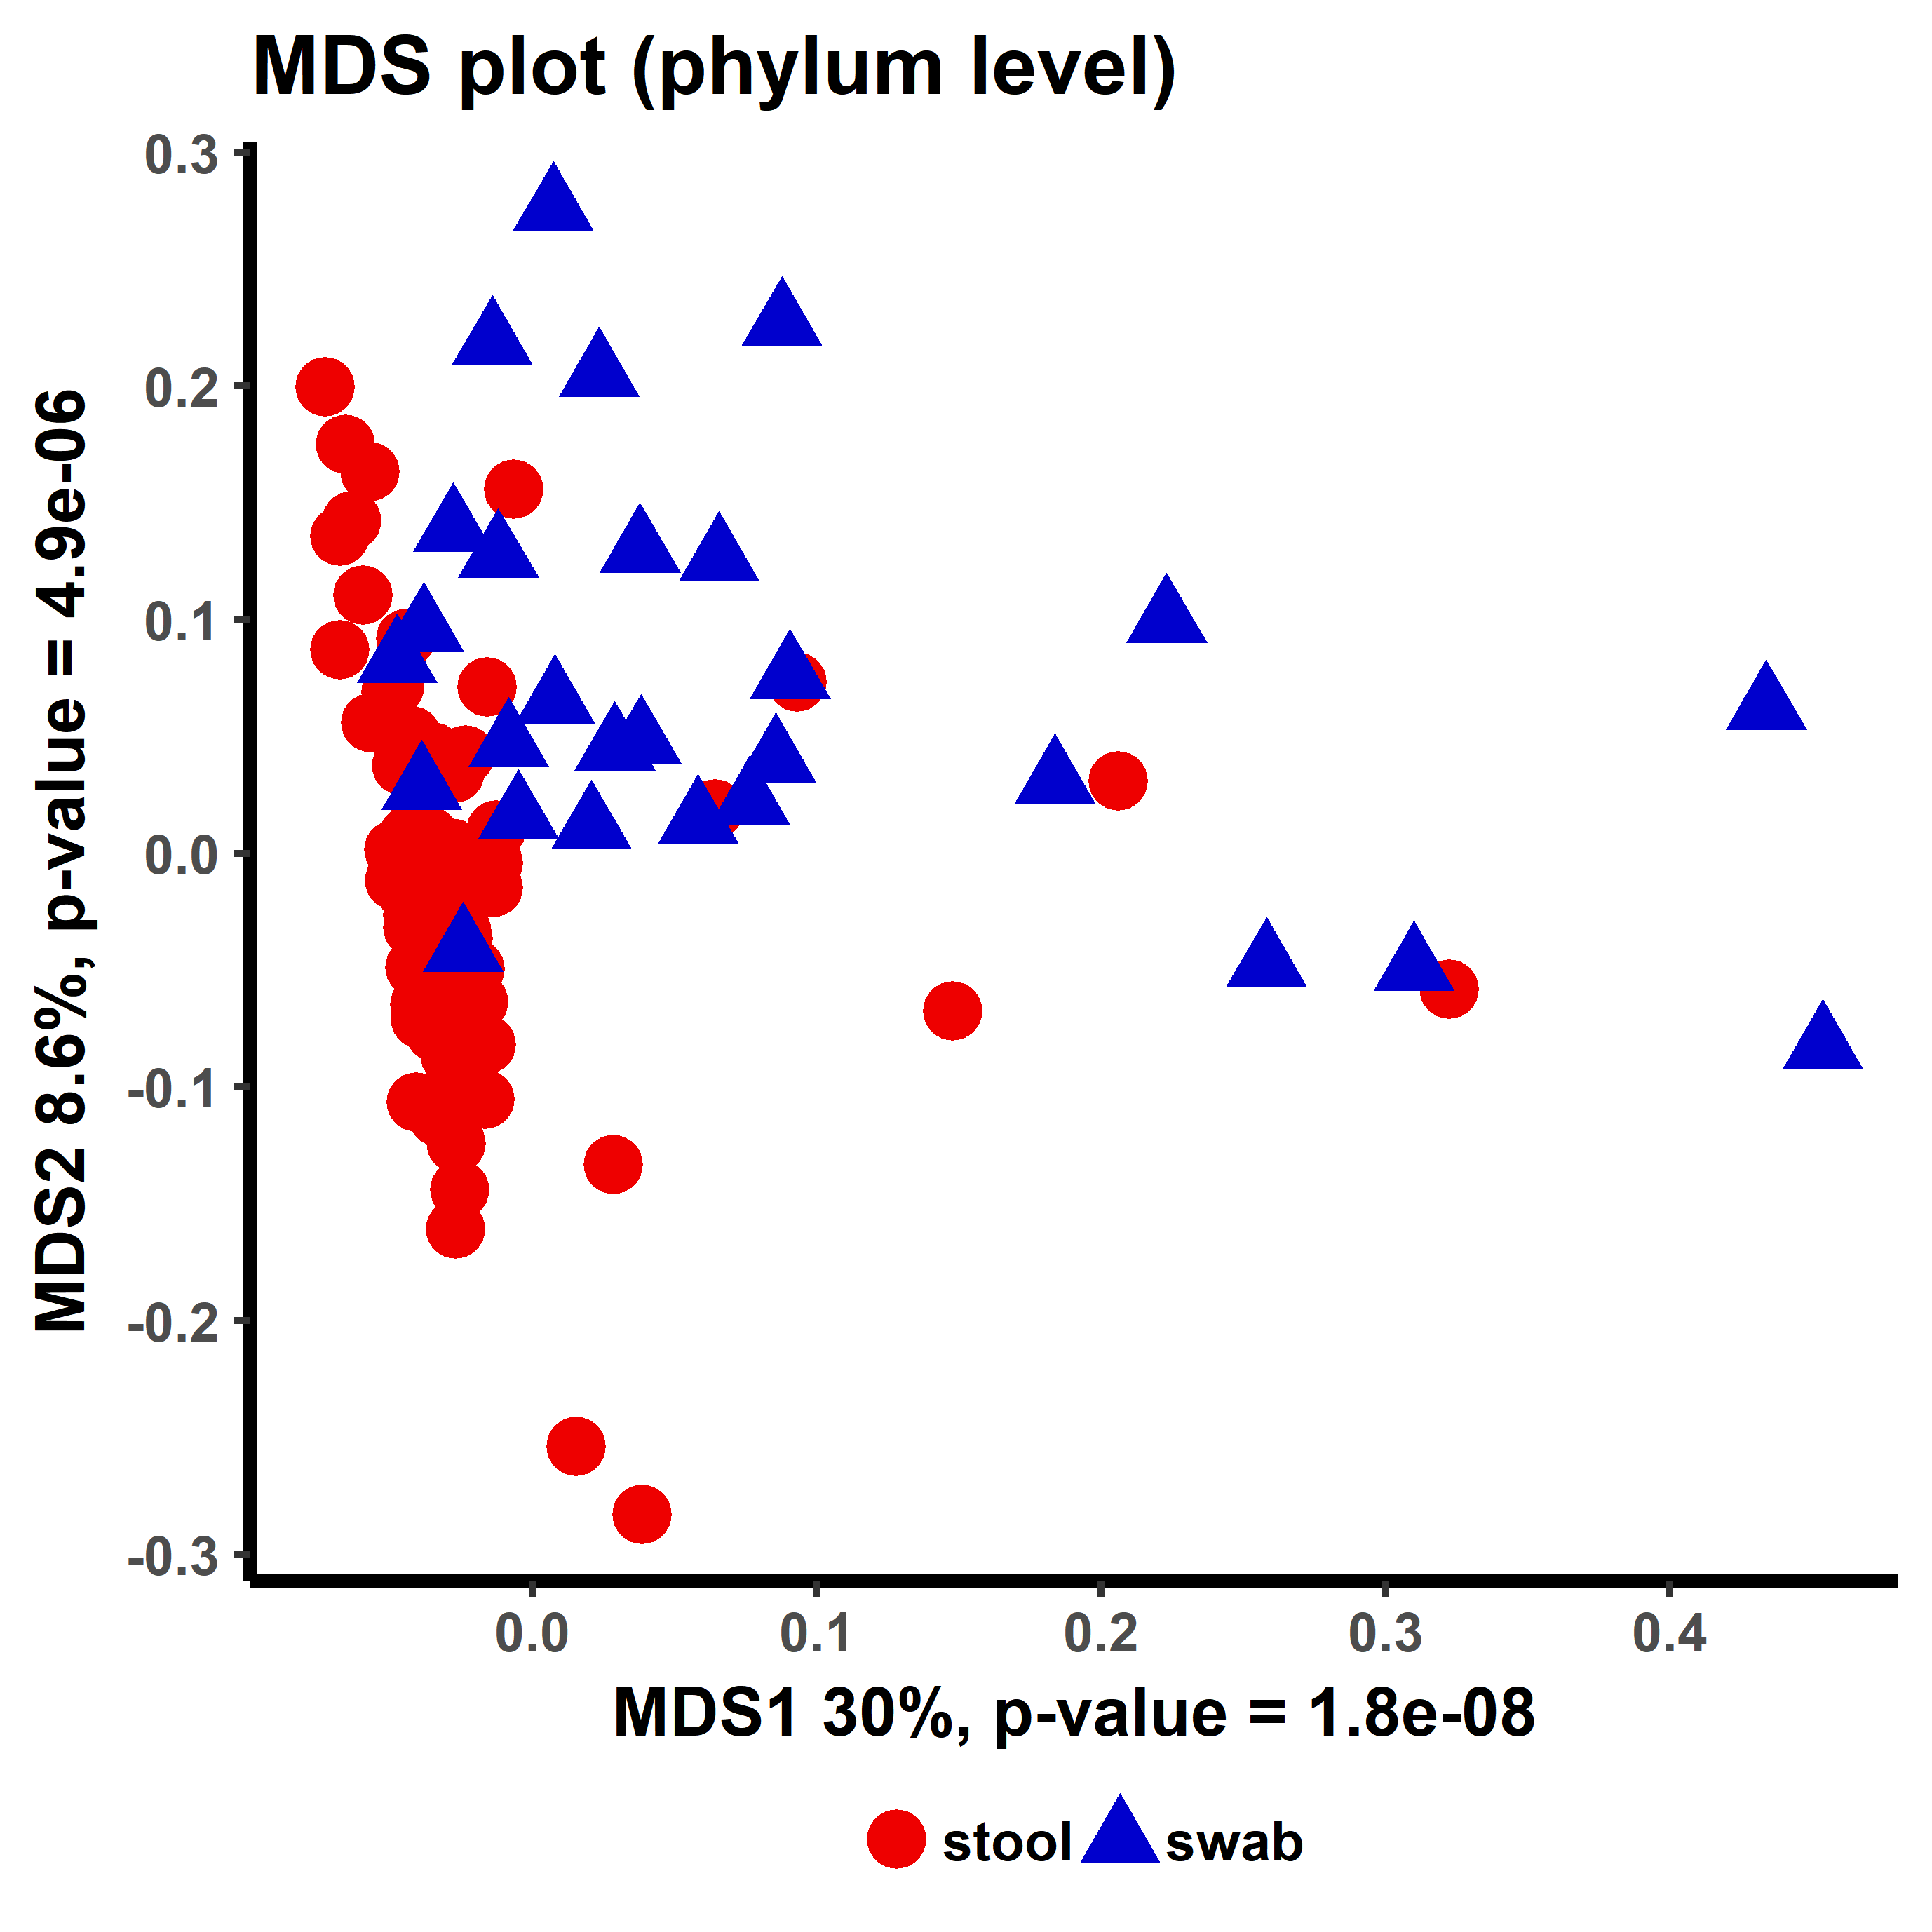 MDS plot (phylum level)
MDS2 8.6%, p-value = 4.9e-06
0.3
0.2
0.1
0.0
-0.1
-0.2
-0.3
0.0 0.1 0.2 0.3 0.4
MDS1 30%, p-value = 1.8e-08
stool swab